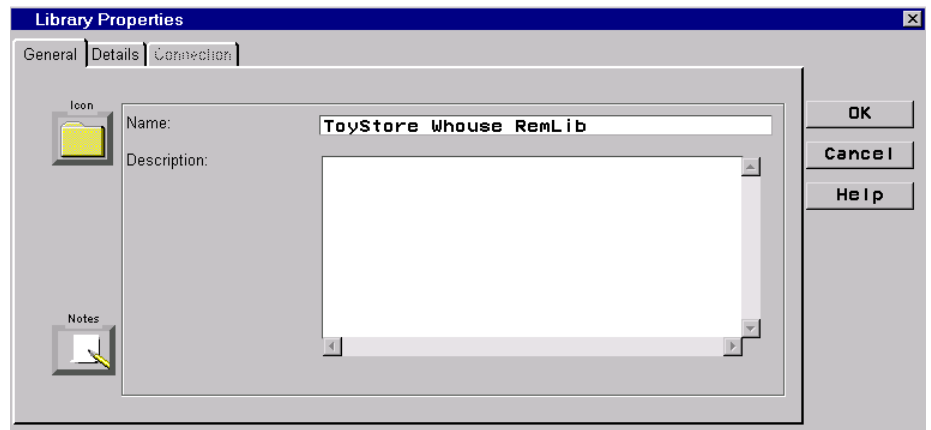 Library Properties
General Details Connection
Icon
Name: ToyStore Whouse RemLib
Description:
Notes
OK
Cancel
Help